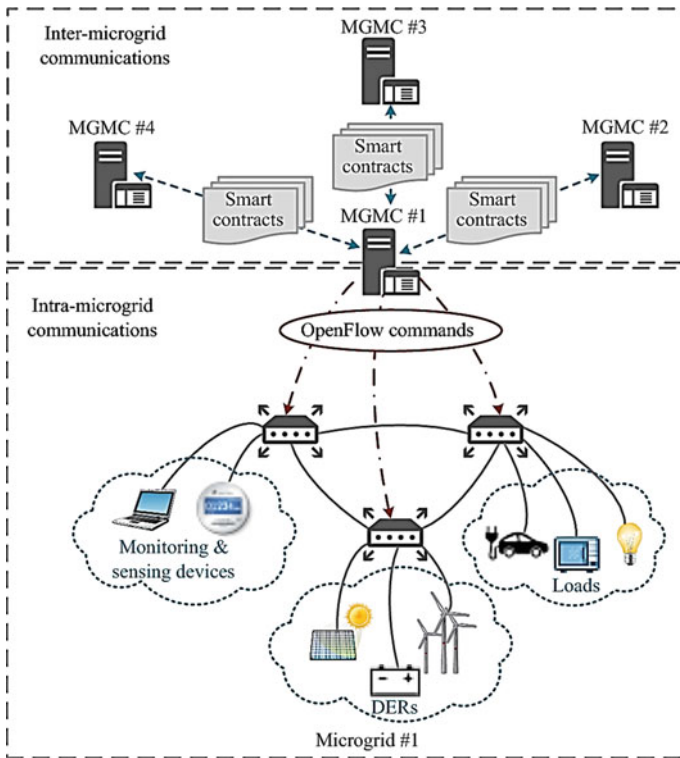 Inter-microgrid
communications
MGMC #3
MGMC #4
MGMC #2
Smart
contracts
Smart
contracts
Smart
contracts
MGMC #1
Intra-microgrid
communications
OpenFlow commands
Monitoring &
sensing devices
Loads
DERs
Microgrid #1